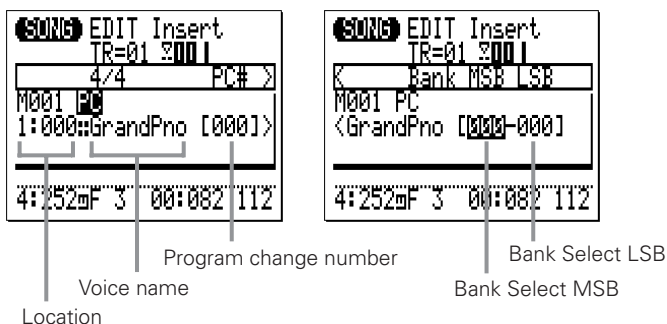 SONG EDIT Insert
TR=01
4/4 PC# >
M001 PC
1:000::GrandPno [000]>
4:252mF 3 00:082 112
SONG EDIT Insert
TR=01
< Bank MSB LSB
M001 PC
<GrandPno [000-000]
4:252mF 3 00:082 112
Program change number
Bank Select LSB
Voice name
Bank Select MSB
Location